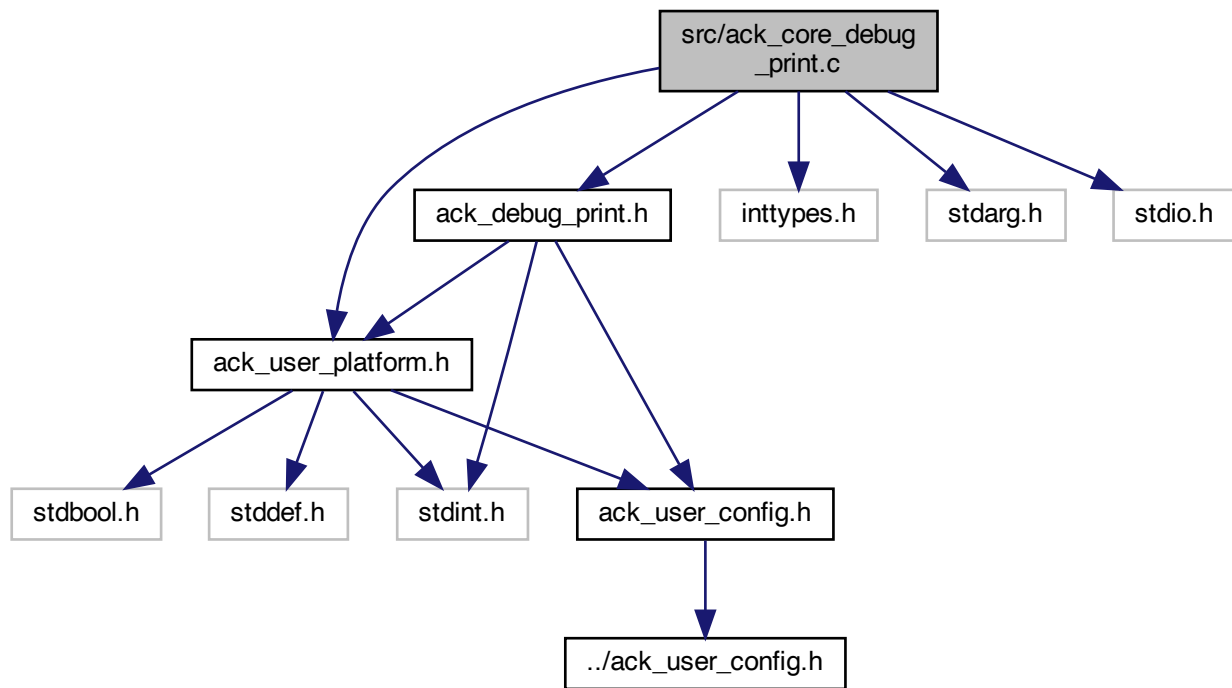 src/ack_core_debug
_print.c
ack_debug_print.h
inttypes.h
stdarg.h
stdio.h
ack_user_platform.h
stdbool.h
stddef.h
stdint.h
ack_user_config.h
../ack_user_config.h